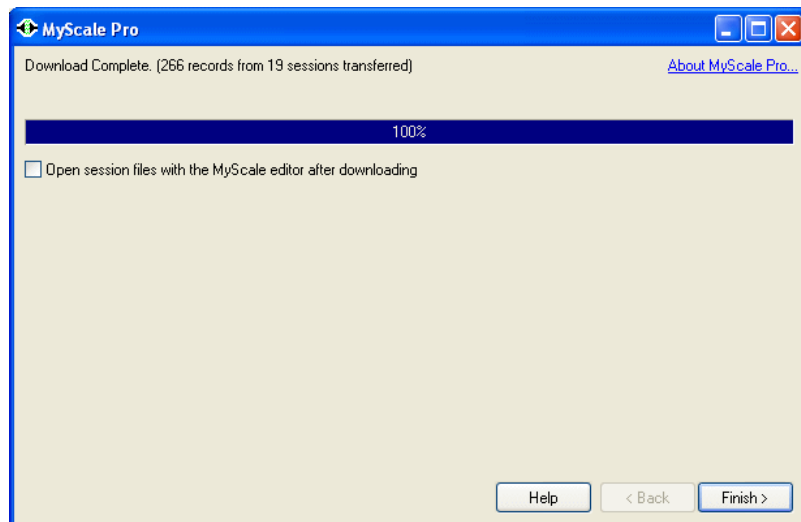 MyScale Pro
Download Complete. (266 records from 19 sessions transferred) About MyScale Pro...
100%
Open session files with the MyScale editor after downloading
Help < Back Finish >